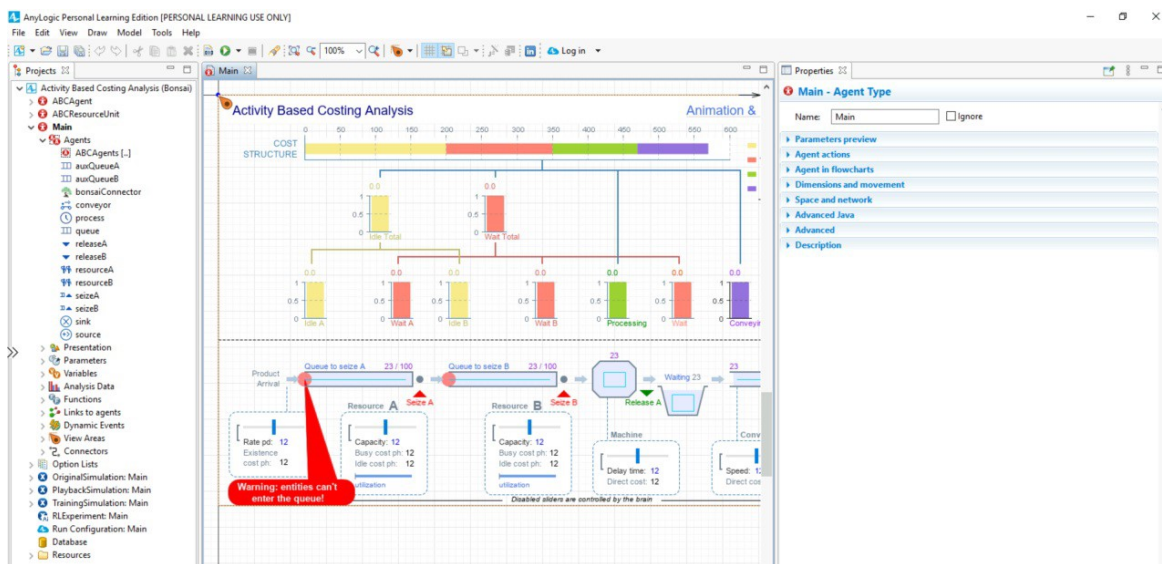 AnyLogic Personal Learning Edition [PERSONAL LEARNING USE ONLY]
File Edit View Draw Model Tools Help
100%
Log in
Projects
Activity Based Costing Analysis (Bonsai)
ABCAgent
ABCResourceUnit
Main
Agents
ABCAgents [..]
auxQueueA
auxQueueB
bonsaiConnector
conveyor
process
queue
releaseA
releaseB
resourceA
resourceB
seizeA
seizeB
sink
source
Presentation
Parameters
Variables
Analysis Data
Functions
Links to agents
Dynamic Events
View Areas
Connectors
Option Lists
OriginalSimulation: Main
PlaybackSimulation: Main
TrainingSimulation: Main
RLExperiment: Main
Run Configuration: Main
Database
Resources
Main
Activity Based Costing Analysis
Animation &
0 50 100 150 200 250 300 350 400 450 500 550 600
COST
STRUCTURE
0.0 0.0
1 1
0.5 0.5
0 0
Idle Total Wait Total
0.0 0.0 0.0 0.0 0.0 0.0 0.0
1 1 1 1 1 1 1
0.5 0.5 0.5 0.5 0.5 0.5 0.5
0 0 0 0 0 0 0
Idle A Wait A Idle B Wait B Processing Wait Conveyin
Product
Arrival
Queue to seize A 23 / 100
Queue to seize B 23 / 100
23
Waiting 23
23
Seize A
Seize B
Release A
Rate pd: 12
Existence
cost ph: 12
Resource A
Capacity: 12
Busy cost ph: 12
Idle cost ph: 12
utilization
Resource B
Capacity: 12
Busy cost ph: 12
Idle cost ph: 12
utilization
Machine
Delay time: 12
Direct cost: 12
Conv
Speed: 1
Direct cos
Warning: entities can't
enter the queue!
Disabled sliders are controlled by the brain
Properties
Main - Agent Type
Name: Main Ignore
Parameters preview
Agent actions
Agent in flowcharts
Dimensions and movement
Space and network
Advanced Java
Advanced
Description